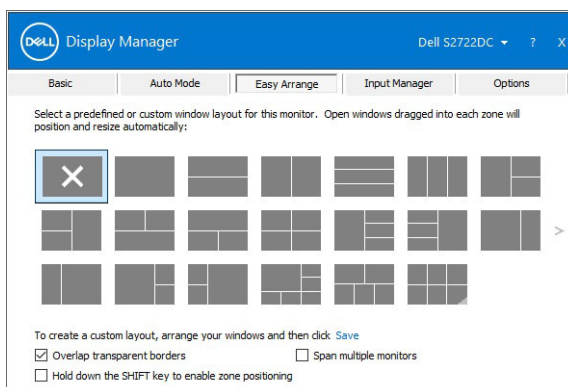 DELL Display Manager Dell S2722DC ? X
Basic Auto Mode Easy Arrange Input Manager Options
Select a predefined or custom window layout for this monitor. Open windows dragged into each zone will
position and resize automatically:
>
To create a custom layout, arrange your windows and then click Save
Overlap transparent borders Span multiple monitors
Hold down the SHIFT key to enable zone positioning